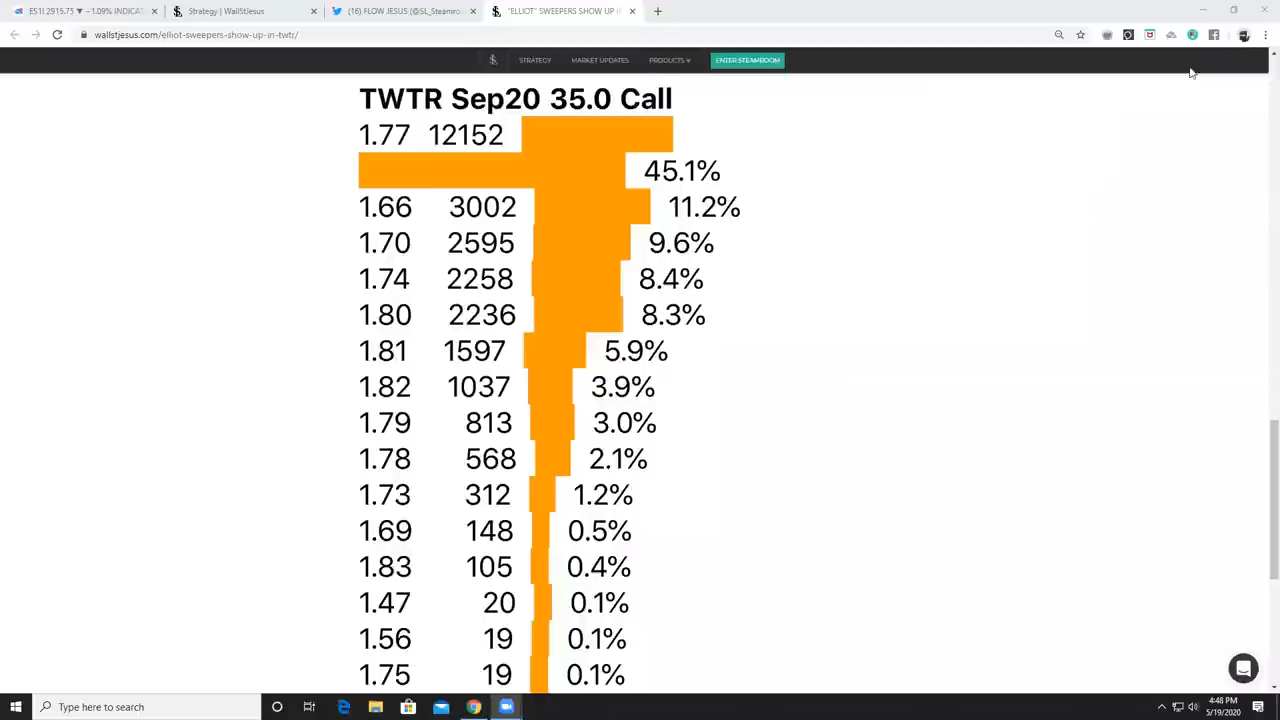 ES1! 2915.75 ▼ −1.09% INDICAT
Strategy | WallStJesus
(16) FLOW JESUS (@SL_Steamro
"ELLIOT" SWEEPERS SHOW UP I
wallstjesus.com/elliot-sweepers-show-up-in-twtr/
$ STRATEGY MARKET UPDATES PRODUCTS ENTER STEAMROOM
TWTR Sep20 35.0 Call
1.77 12152
45.1%
1.66 3002 11.2%
1.70 2595 9.6%
1.74 2258 8.4%
1.80 2236 8.3%
1.81 1597 5.9%
1.82 1037 3.9%
1.79 813 3.0%
1.78 568 2.1%
1.73 312 1.2%
1.69 148 0.5%
1.83 105 0.4%
1.47 20 0.1%
1.56 19 0.1%
1.75 19 0.1%
Type here to search
4:48 PM
5/19/2020